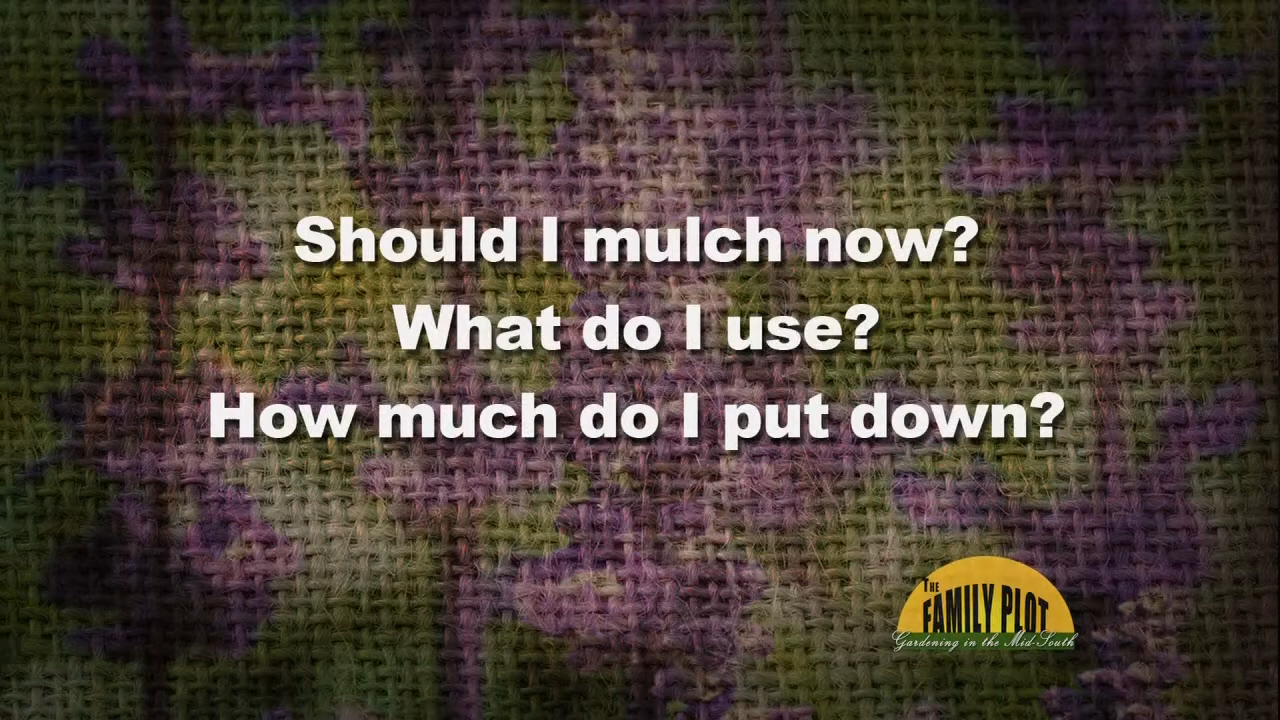 Should I mulch now?
What do I use?
How much do I put down?
THE
FAMILY PLOT
Gardening in the Mid-South